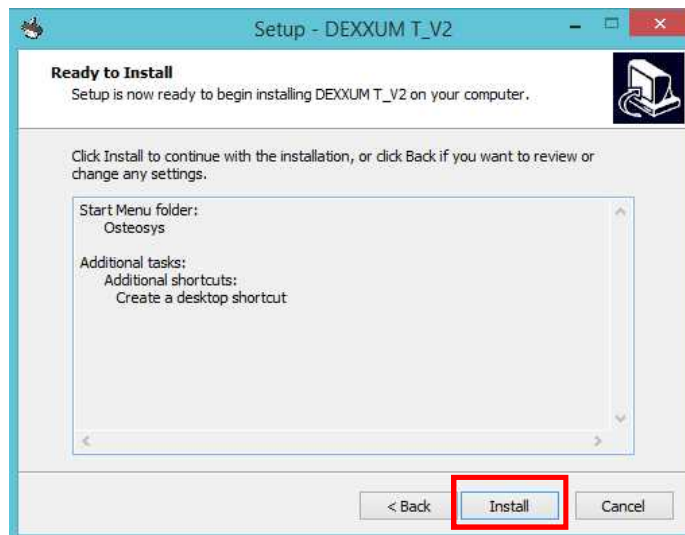 Setup - DEXXUM T_V2
Ready to Install
Setup is now ready to begin installing DEXXUM T_V2 on your computer.
Click Install to continue with the installation, or click Back if you want to review or
change any settings.
Start Menu folder:
Osteosys
Additional tasks:
Additional shortcuts:
Create a desktop shortcut
< Back Install Cancel